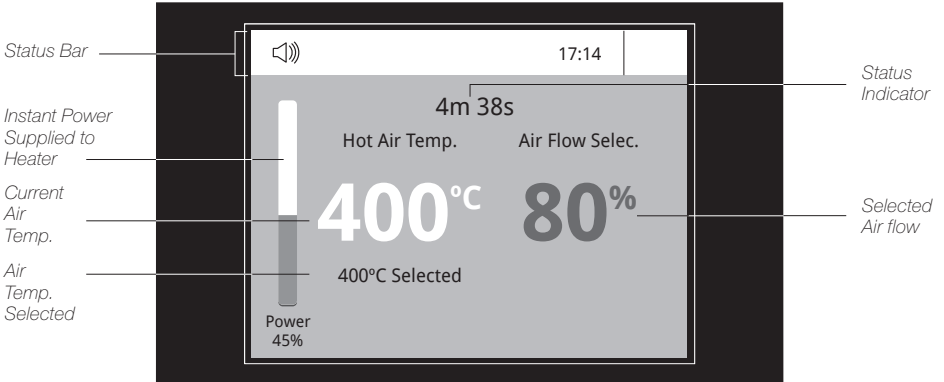 Status Bar
17:14
Status
Indicator
4m 38s
Instant Power
Supplied to
Heater
Hot Air Temp.
Air Flow Selec.
Current
Air
Temp.
400ºC
80%
Selected
Air flow
Air
Temp.
Selected
400ºC Selected
Power
45%